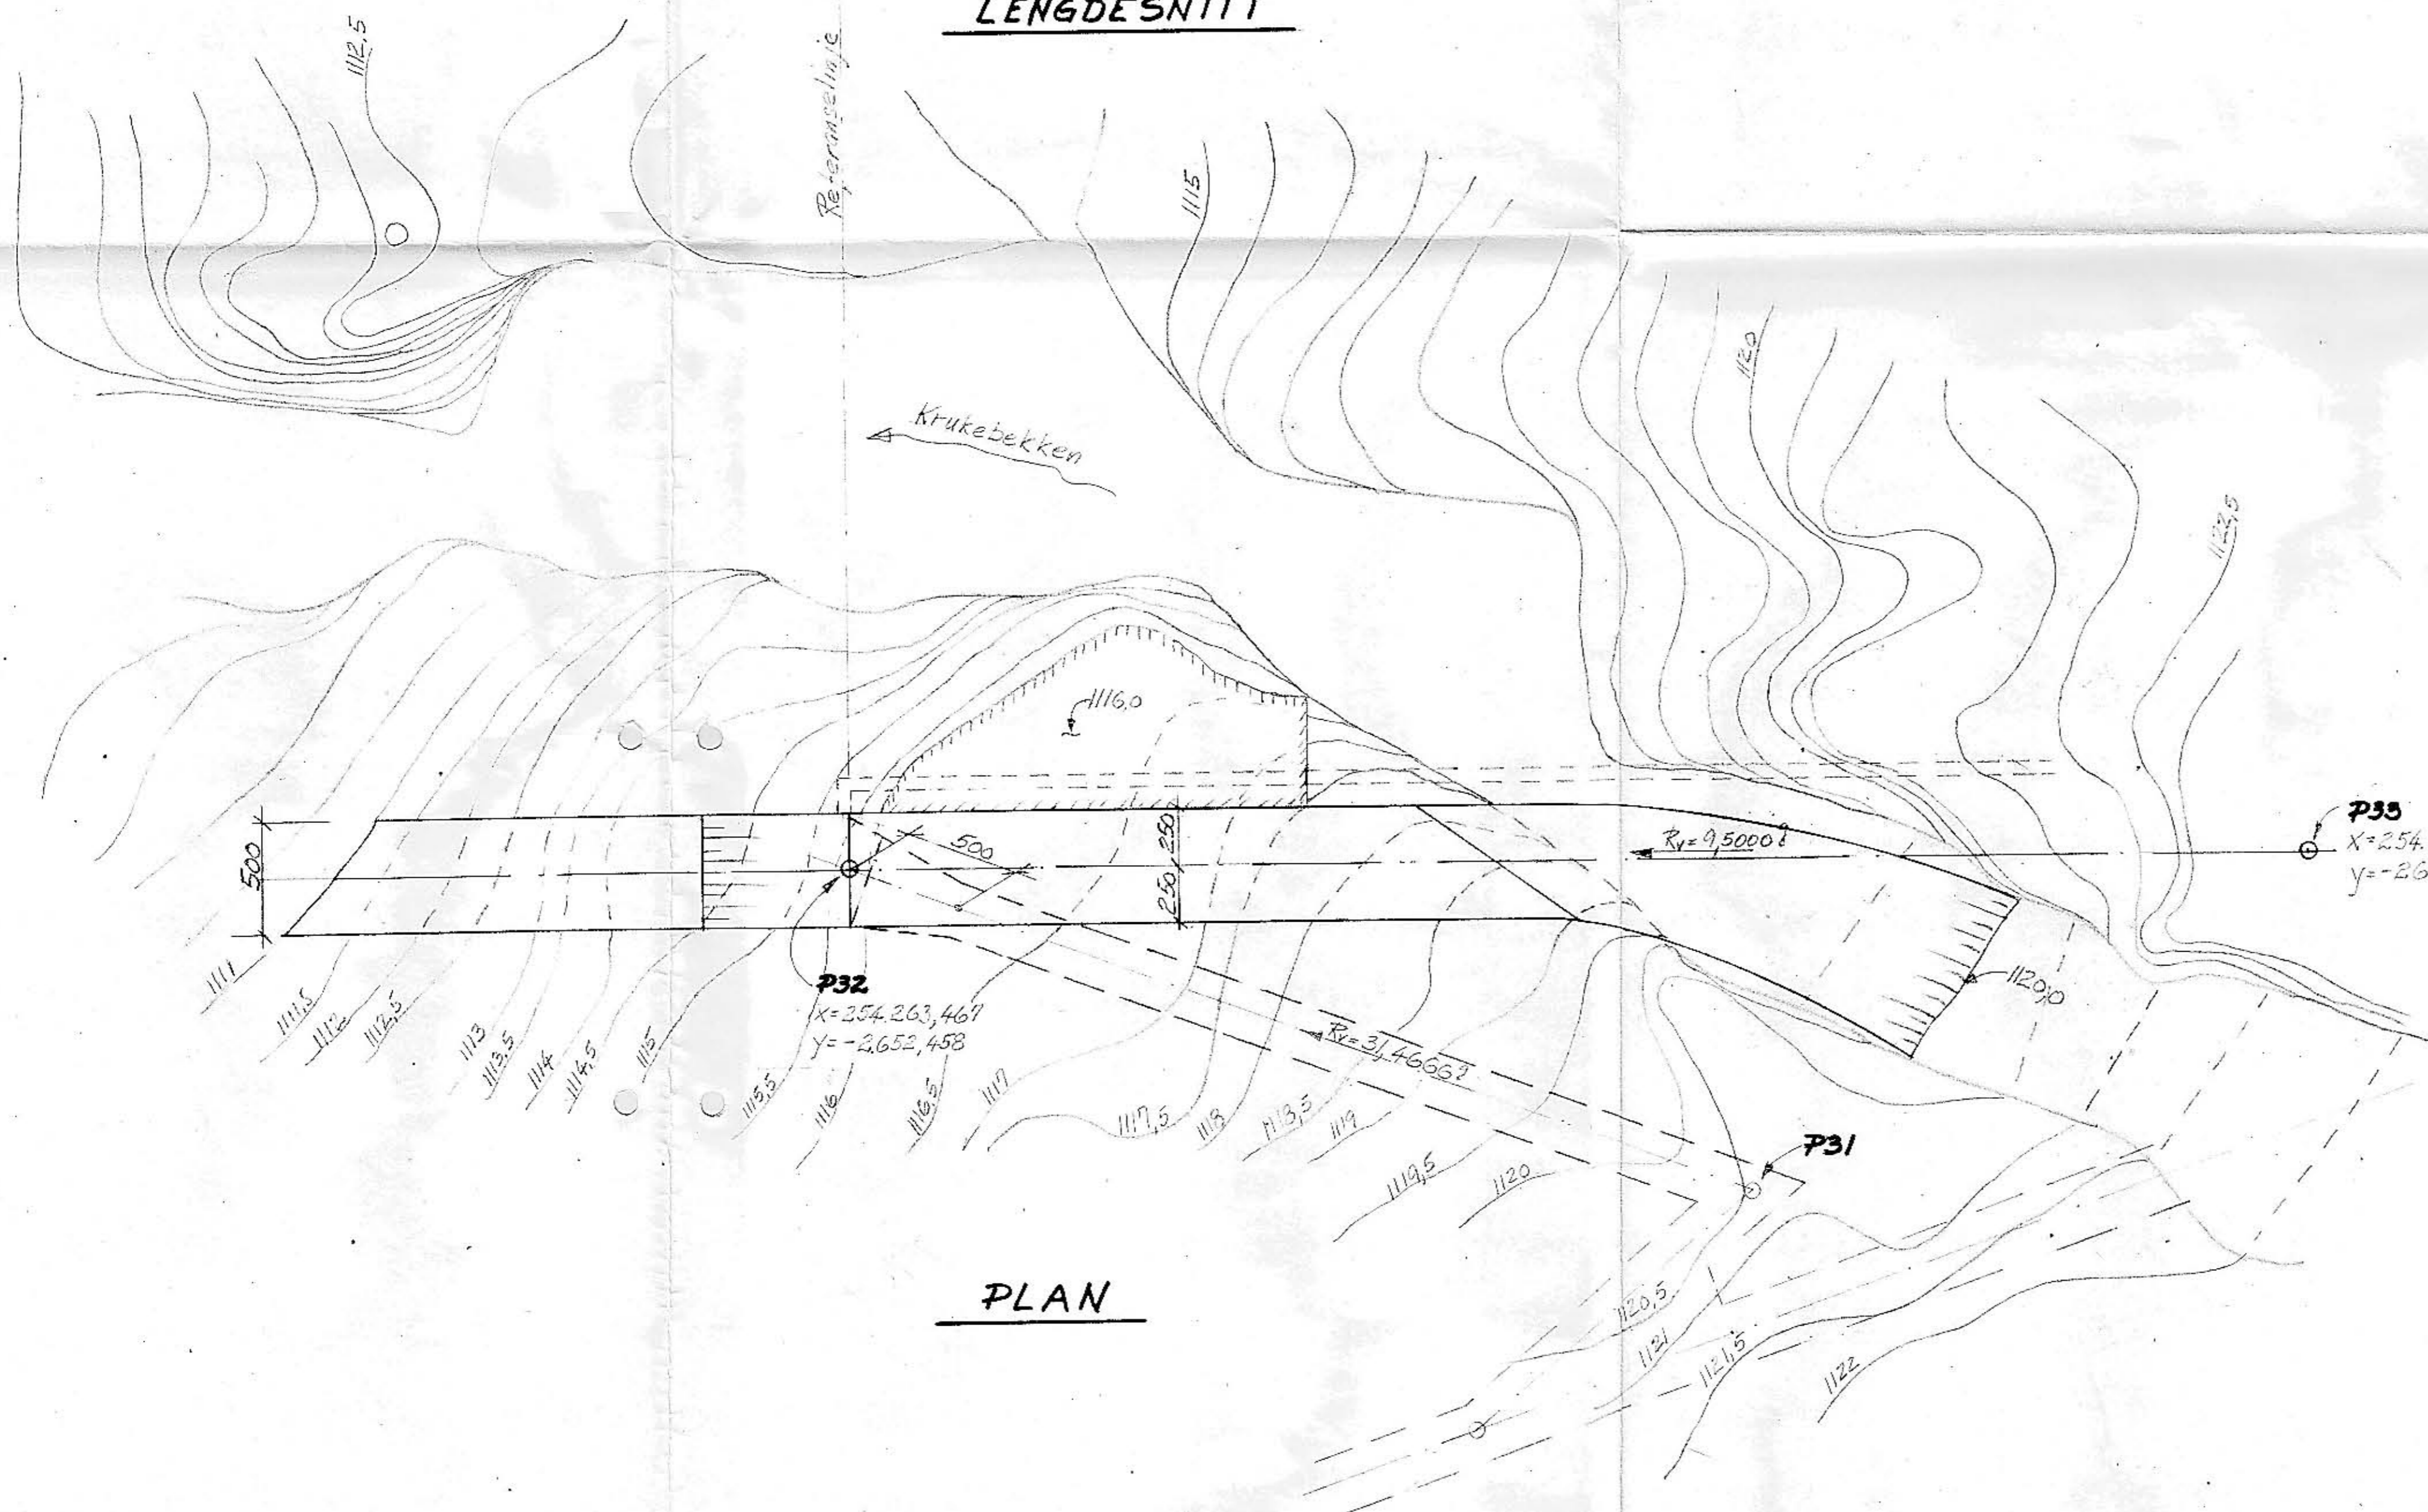 LENGDESNITT
1112,5
Referanselinje
1115
1120
Krukebekken
1122,5
1116,0
500
500
250
250
Rv=9,5000g
P33
X=254.
Y=-26
1120,0
P32
X=254.263,467
Y=-2.652,458
Rv=31,4666g
P31
1111
1111,5
1112
1112,5
1113
1113,5
1114
1114,5
1115
1115,5
1116
1116,5
1117
1117,5
1118
1118,5
1119
1119,5
1120
1120,5
1121
1121,5
1122
PLAN